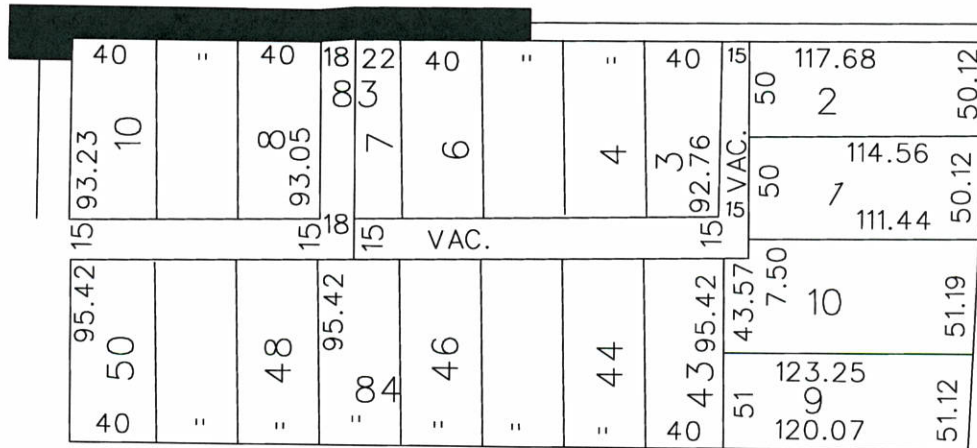 40 " 40 18 22 40 " " 40 15 117.68 50.12
83 50 2
93.23 10 8 93.05 7 6 4 3 92.76 VAC. 50 114.56
1 50.12
15 15 18 15 VAC. 15 15 111.44
95.42 95.42 95.42 43.57 7.50 10 51.19
50 48 84 46 44 43 51 123.25 51.12
9
40 " " " " " " 40 120.07